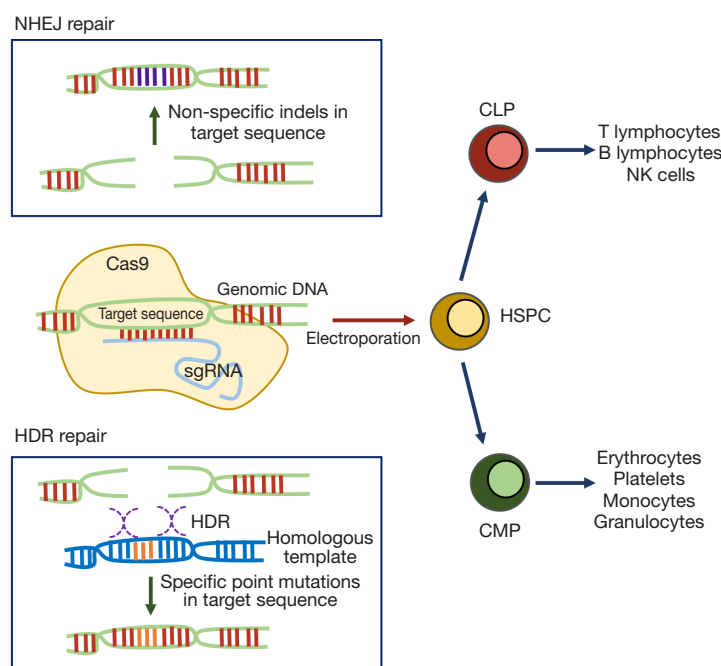 NHEJ repair
Non-specific indels in
target sequence
Cas9
Genomic DNA
Target sequence
sgRNA
Electroporation
HSPC
CLP
T lymphocytes
B lymphocytes
NK cells
CMP
Erythrocytes
Platelets
Monocytes
Granulocytes
HDR repair
HDR
Homologous
template
Specific point mutations
in target sequence